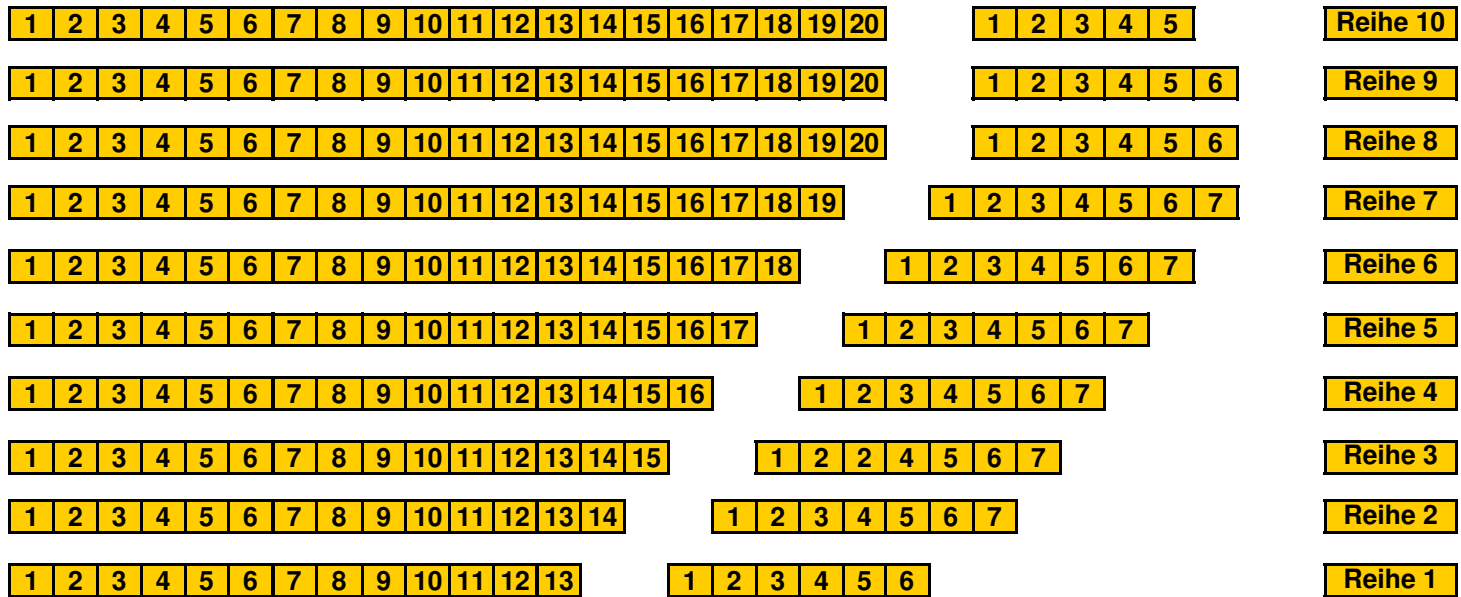 1 2 3 4 5 6 7 8 9 10 11 12 13 14 15 16 17 18 19 20 1 2 3 4 5 Reihe 10
1 2 3 4 5 6 7 8 9 10 11 12 13 14 15 16 17 18 19 20 1 2 3 4 5 6 Reihe 9
1 2 3 4 5 6 7 8 9 10 11 12 13 14 15 16 17 18 19 20 1 2 3 4 5 6 Reihe 8
1 2 3 4 5 6 7 8 9 10 11 12 13 14 15 16 17 18 19 1 2 3 4 5 6 7 Reihe 7
1 2 3 4 5 6 7 8 9 10 11 12 13 14 15 16 17 18 1 2 3 4 5 6 7 Reihe 6
1 2 3 4 5 6 7 8 9 10 11 12 13 14 15 16 17 1 2 3 4 5 6 7 Reihe 5
1 2 3 4 5 6 7 8 9 10 11 12 13 14 15 16 1 2 3 4 5 6 7 Reihe 4
1 2 3 4 5 6 7 8 9 10 11 12 13 14 15 1 2 2 4 5 6 7 Reihe 3
1 2 3 4 5 6 7 8 9 10 11 12 13 14 1 2 3 4 5 6 7 Reihe 2
1 2 3 4 5 6 7 8 9 10 11 12 13 1 2 3 4 5 6 Reihe 1